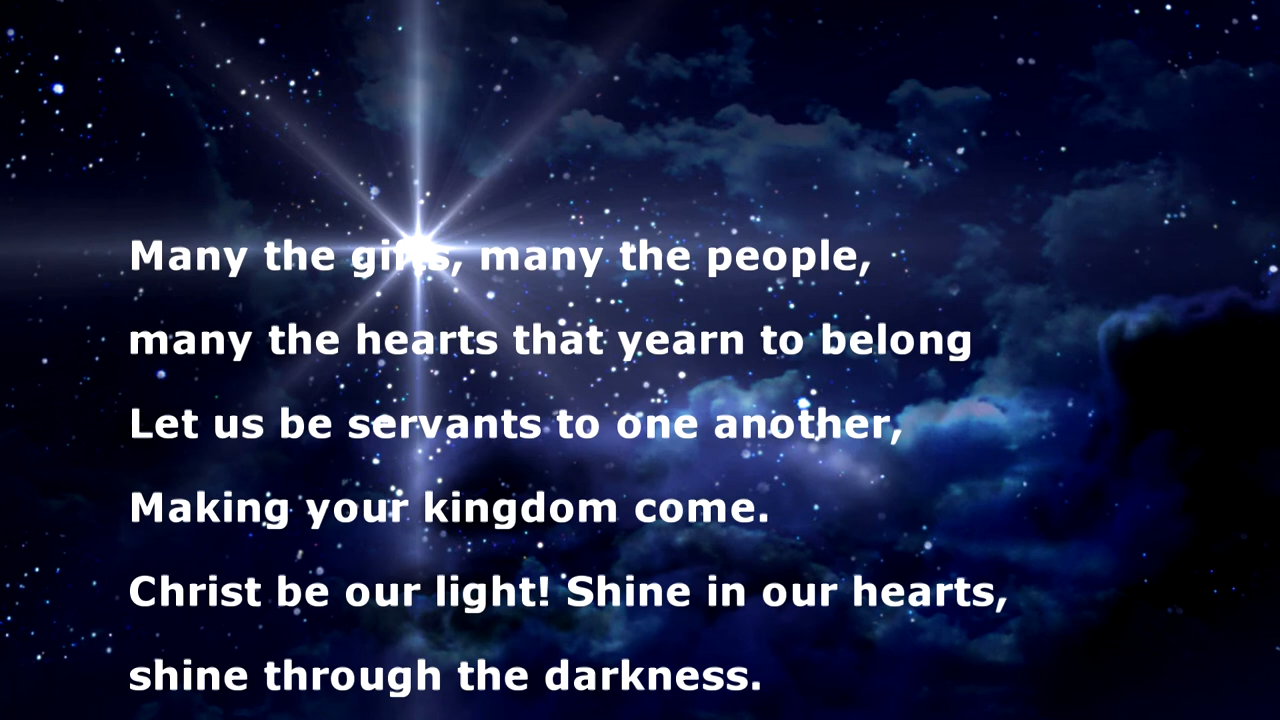 Many the gifts, many the people,
many the hearts that yearn to belong
Let us be servants to one another,
Making your kingdom come.
Christ be our light! Shine in our hearts,
shine through the darkness.